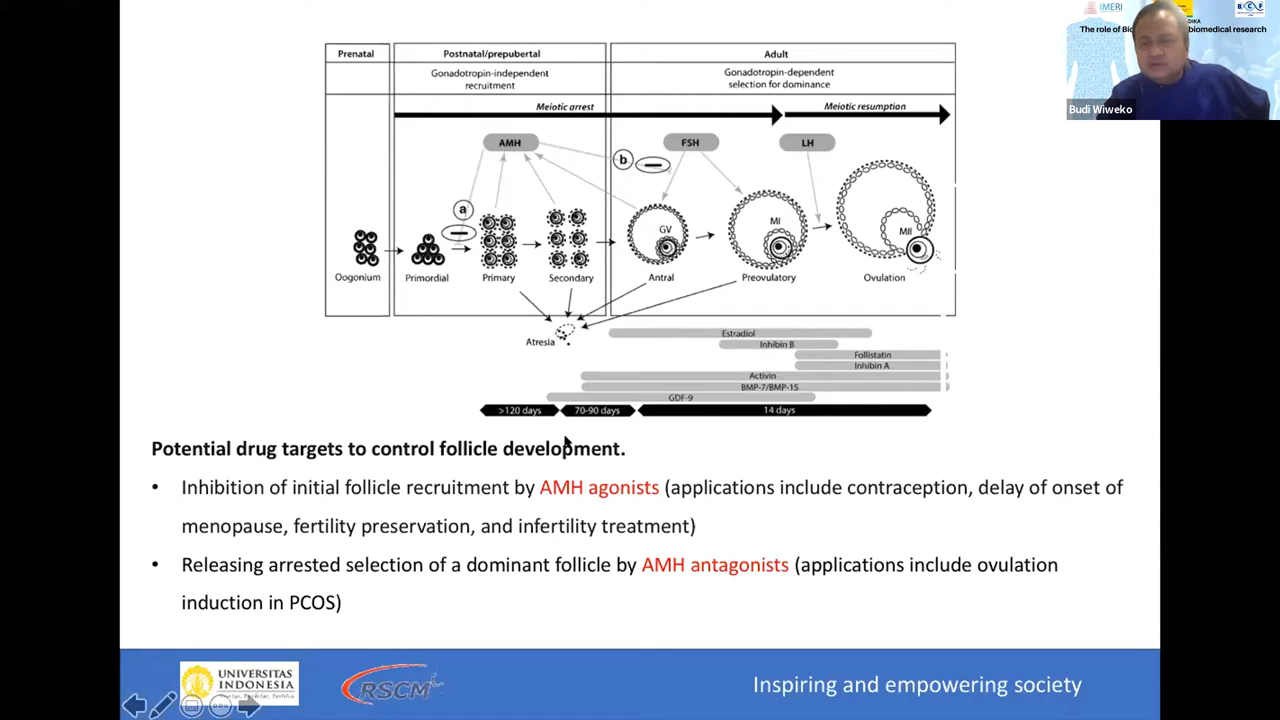 IMERI
The role of Bio
biomedical research
Budi Wiweko
Prenatal
Postnatal/prepubertal
Adult
Gonadotropin-independent
recruitment
Gonadotropin-dependent
selection for dominance
Meiotic arrest
Meiotic resumption
AMH
b
FSH
LH
a
GV
MI
MII
Oogonium
Primordial
Primary
Secondary
Antral
Preovulatory
Ovulation
Atresia
Estradiol
Inhibin B
Follistatin
Inhibin A
Activin
BMP-7/BMP-15
GDF-9
>120 days
70-90 days
14 days
Potential drug targets to control follicle development.
• Inhibition of initial follicle recruitment by AMH agonists (applications include contraception, delay of onset of
menopause, fertility preservation, and infertility treatment)
• Releasing arrested selection of a dominant follicle by AMH antagonists (applications include ovulation
induction in PCOS)
UNIVERSITAS
INDONESIA
RSCM
Inspiring and empowering society